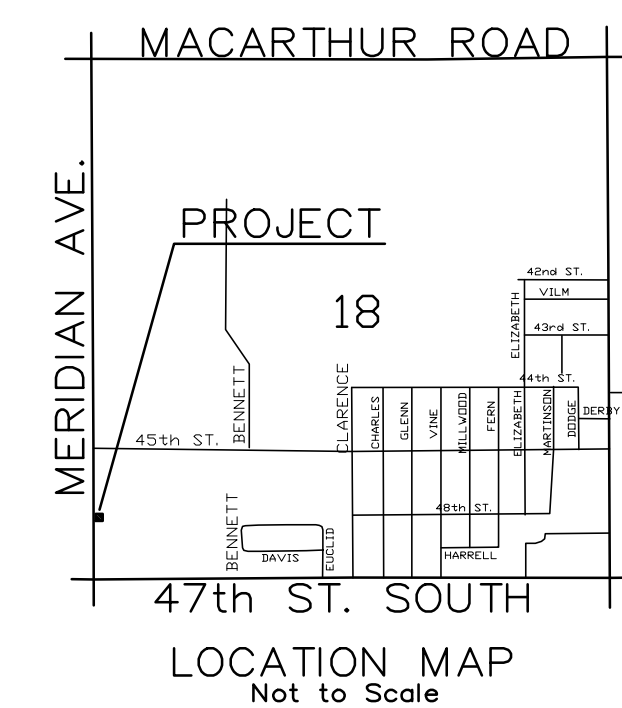 MACARTHUR ROAD
MERIDIAN AVE.
PROJECT
18
42nd ST.
VILM
ELIZABETH
43rd ST.
44th ST.
BENNETT
CLARENCE
CHARLES
GLENN
VINE
MILLWOOD
FERN
ELIZABETH
MARTINSON
DODGE
DERBY
45th ST.
48th ST.
BENNETT
DAVIS
EUCLID
HARRELL
47th ST. SOUTH
LOCATION MAP
Not to Scale